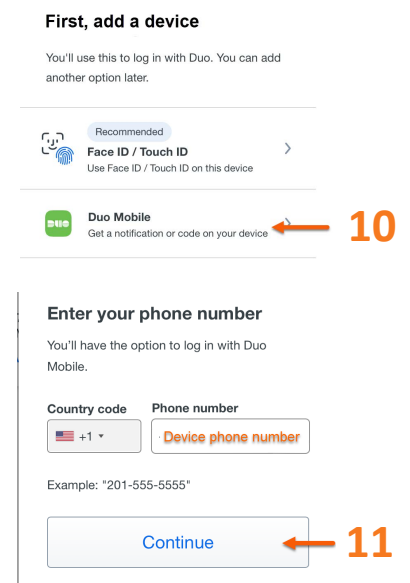 First, add a device
You'll use this to log in with Duo. You can add
another option later.
Recommended
Face ID / Touch ID
Use Face ID / Touch ID on this device
DUO
Duo Mobile
Get a notification or code on your device
10
Enter your phone number
You'll have the option to log in with Duo
Mobile.
Country code Phone number
+1 Device phone number
Example: "201-555-5555"
Continue
11